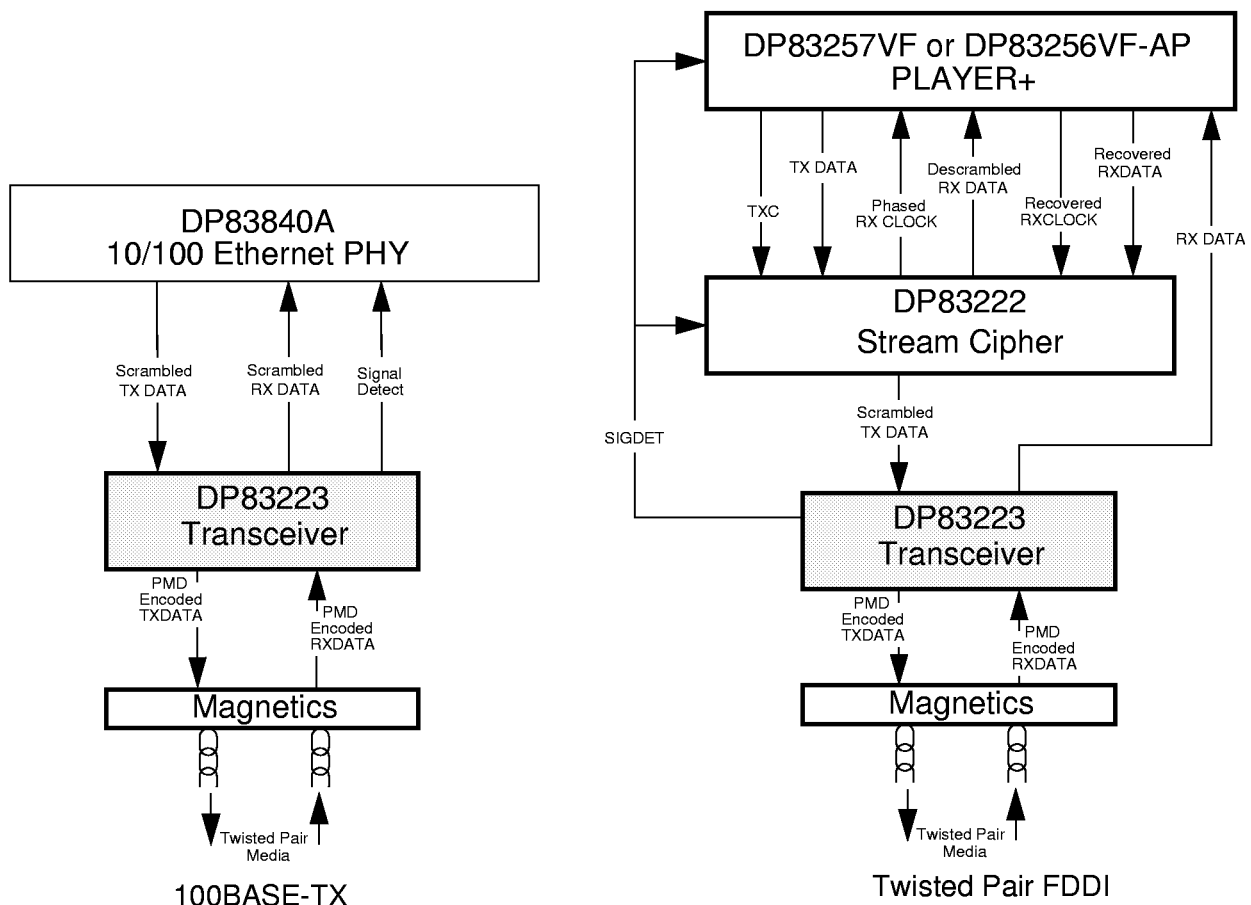 DP83840A
10/100 Ethernet PHY
Scrambled
TX DATA
Scrambled
RX DATA
Signal
Detect
DP83223
Transceiver
PMD
Encoded
TXDATA
PMD
Encoded
RXDATA
Magnetics
Twisted Pair
Media
100BASE-TX
DP83257VF or DP83256VF-AP
PLAYER+
TXC
TX DATA
Phased
RX CLOCK
Descrambled
RX DATA
Recovered
RXCLOCK
Recovered
RXDATA
RX DATA
DP83222
Stream Cipher
SIGDET
Scrambled
TX DATA
DP83223
Transceiver
PMD
Encoded
TXDATA
PMD
Encoded
RXDATA
Magnetics
Twisted Pair
Media
Twisted Pair FDDI